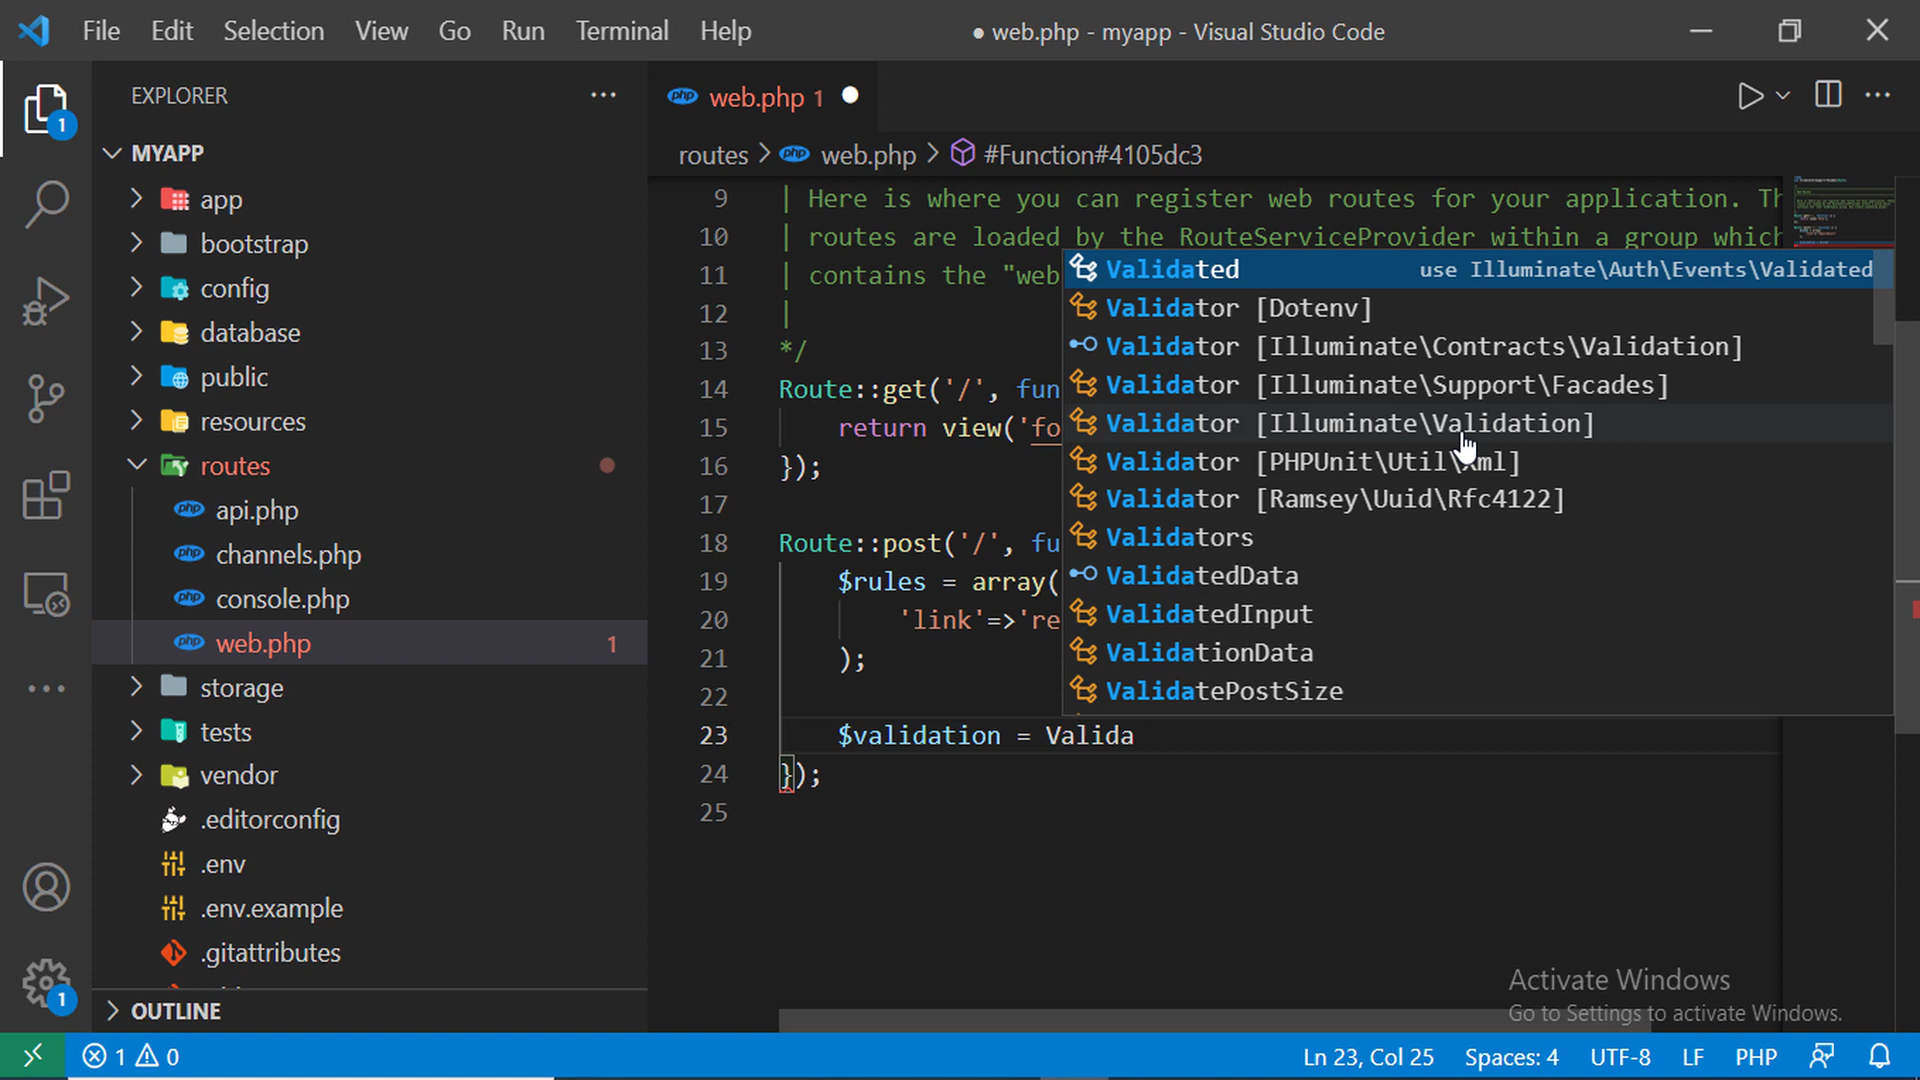 File Edit Selection View Go Run Terminal Help
● web.php - myapp - Visual Studio Code
EXPLORER
MYAPP
app
bootstrap
config
database
public
resources
routes
api.php
channels.php
console.php
web.php 1
storage
tests
vendor
.editorconfig
.env
.env.example
.gitattributes
OUTLINE
web.php 1
routes > web.php > #Function#4105dc3
9 | Here is where you can register web routes for your application. Th
10 | routes are loaded by the RouteServiceProvider within a group which
11 | contains the "web
12 |
13 */
14 Route::get('/', fun
15 return view('fo
16 });
17
18 Route::post('/', fu
19 $rules = array(
20 'link'=>'re
21 );
22
23 $validation = Valida
24 });
25
Validated use Illuminate\Auth\Events\Validated
Validator [Dotenv]
Validator [Illuminate\Contracts\Validation]
Validator [Illuminate\Support\Facades]
Validator [Illuminate\Validation]
Validator [PHPUnit\Util\Xml]
Validator [Ramsey\Uuid\Rfc4122]
Validators
ValidatedData
ValidatedInput
ValidationData
ValidatePostSize
Activate Windows
Go to Settings to activate Windows.
1
1
1 0
Ln 23, Col 25 Spaces: 4 UTF-8 LF PHP